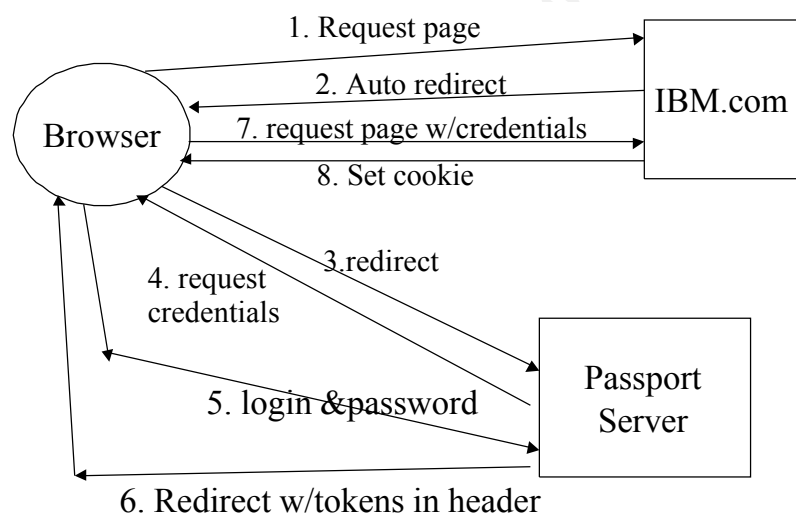 1. Request page
2. Auto redirect
IBM.com
Browser
7. request page w/credentials
8. Set cookie
3.redirect
4. request
credentials
Passport
Server
5. login &password
6. Redirect w/tokens in header